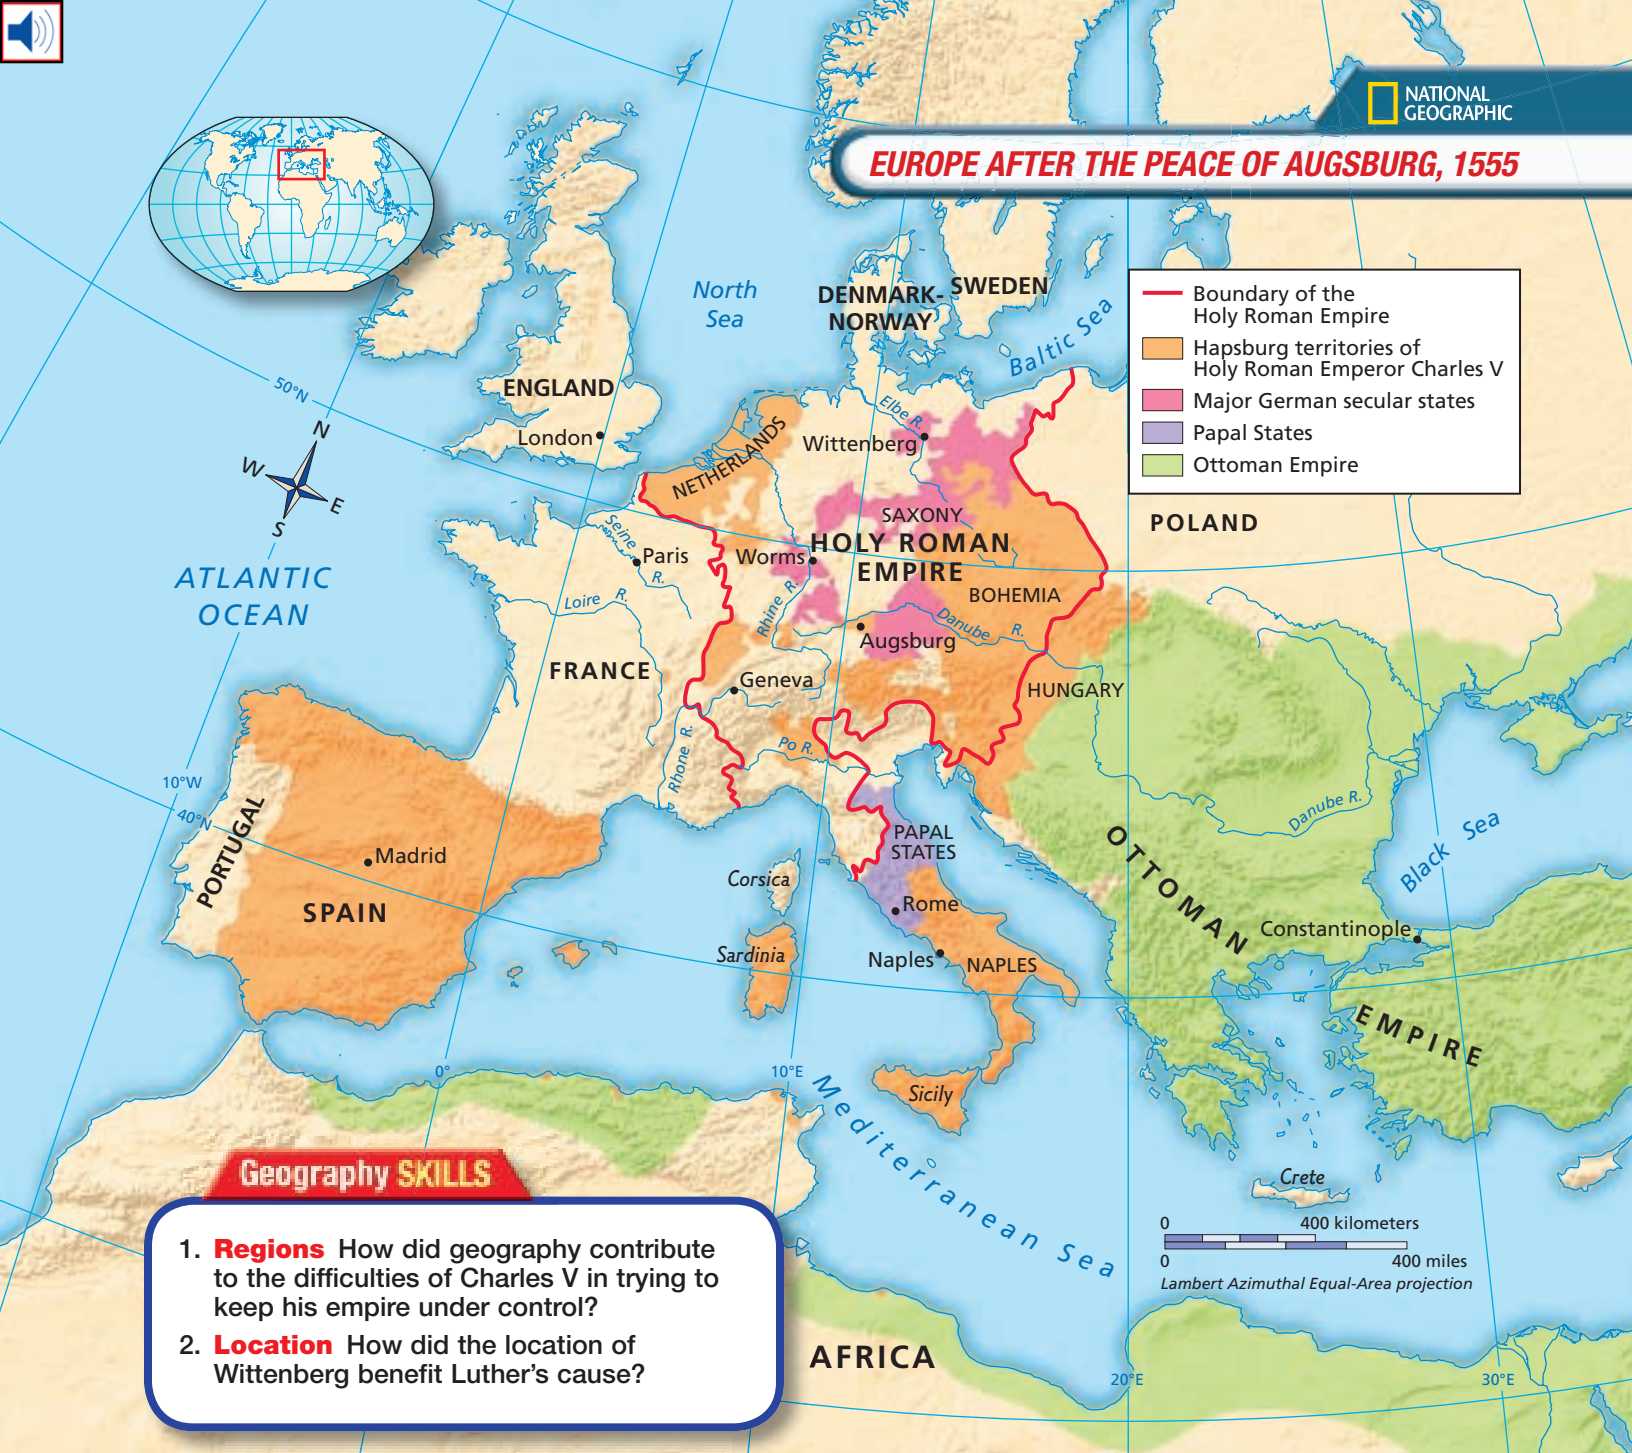 NATIONAL
GEOGRAPHIC
EUROPE AFTER THE PEACE OF AUGSBURG, 1555
Boundary of the
Holy Roman Empire
Hapsburg territories of
Holy Roman Emperor Charles V
Major German secular states
Papal States
Ottoman Empire
North
Sea
DENMARK-
NORWAY
SWEDEN
Baltic Sea
50°N
N
W
E
S
ENGLAND
London
Elbe R.
Wittenberg
NETHERLANDS
SAXONY
POLAND
HOLY ROMAN
EMPIRE
Seine
R.
Paris
Worms
ATLANTIC
OCEAN
Loire R.
Rhine R.
BOHEMIA
Danube R.
Augsburg
FRANCE
Geneva
HUNGARY
Rhone R.
Po R.
10°W
40°N
PORTUGAL
Madrid
SPAIN
PAPAL
STATES
Corsica
Rome
Sardinia
Naples
NAPLES
Danube R.
Black Sea
OTTOMAN
EMPIRE
Constantinople
0°
10°E
Sicily
Mediterranean Sea
Crete
0
400 kilometers
0
400 miles
Lambert Azimuthal Equal-Area projection
AFRICA
20°E
30°E
Geography SKILLS
1. Regions How did geography contribute
to the difficulties of Charles V in trying to
keep his empire under control?
2. Location How did the location of
Wittenberg benefit Luther's cause?